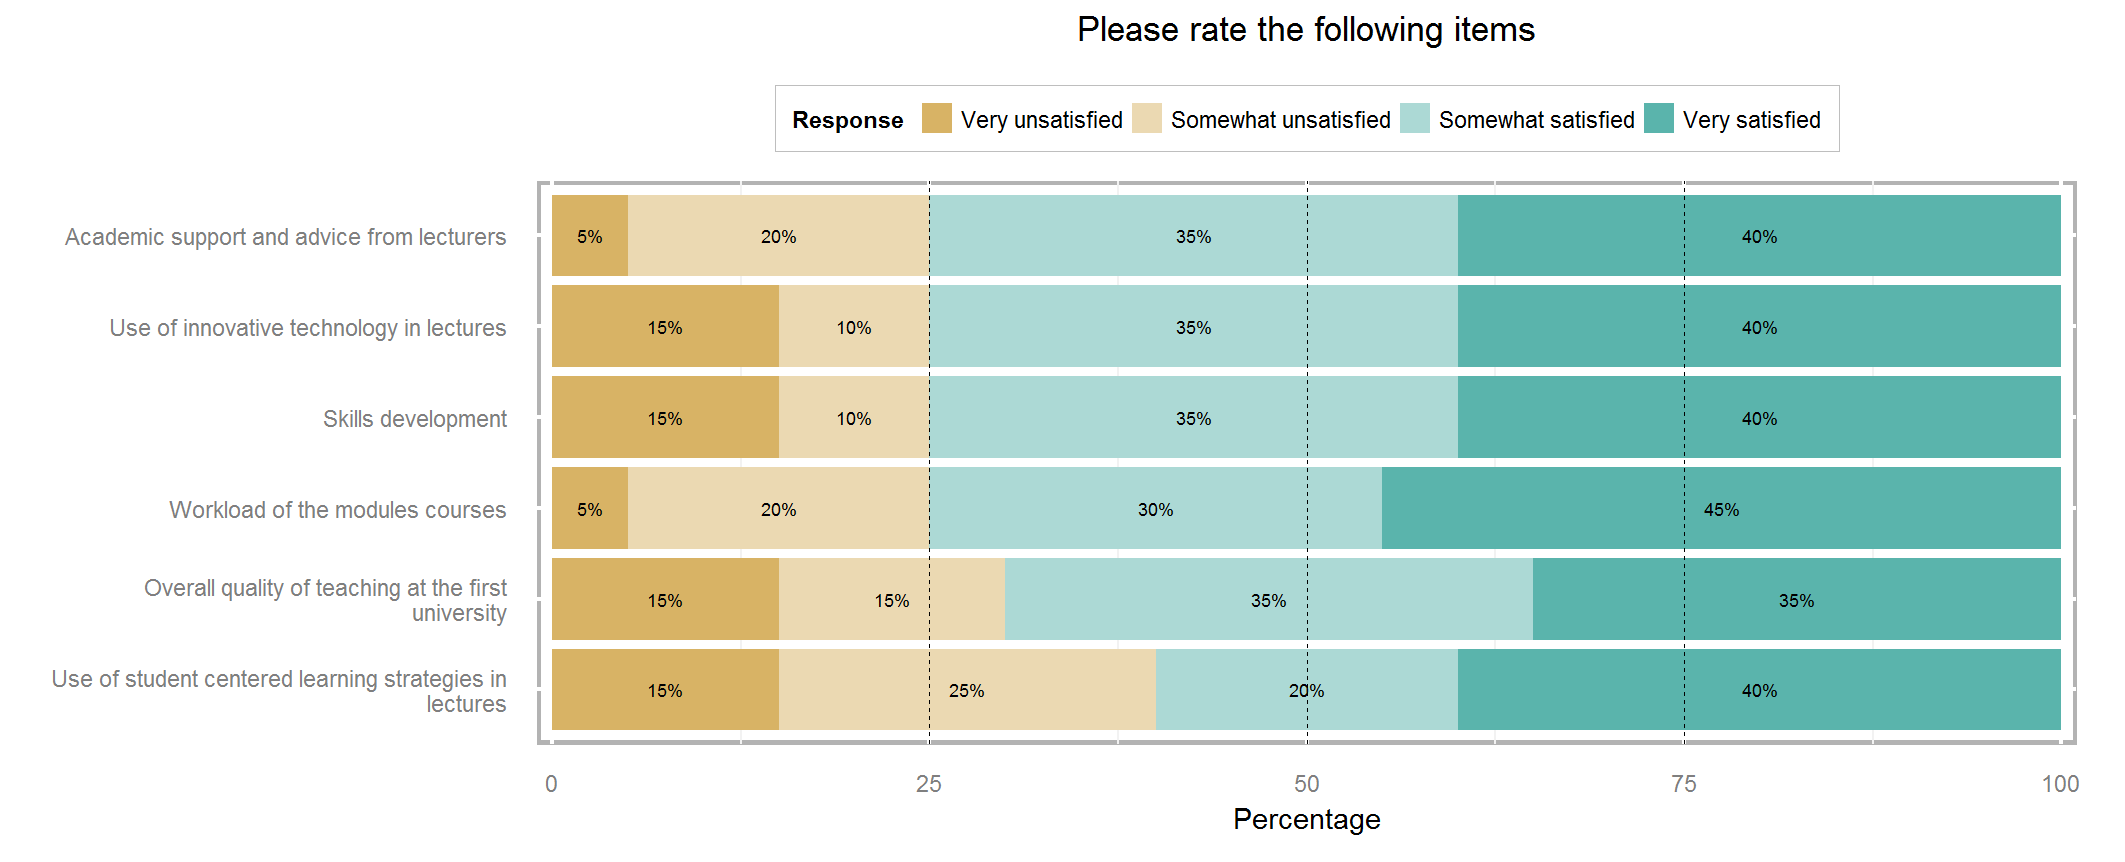 Please rate the following items
Response Very unsatisfied Somewhat unsatisfied Somewhat satisfied Very satisfied
Academic support and advice from lecturers 5% 20% 35% 40%
Use of innovative technology in lectures 15% 10% 35% 40%
Skills development 15% 10% 35% 40%
Workload of the modules courses 5% 20% 30% 45%
Overall quality of teaching at the first
university 15% 15% 35% 35%
Use of student centered learning strategies in
lectures 15% 25% 20% 40%
0 25 50 75 100
Percentage